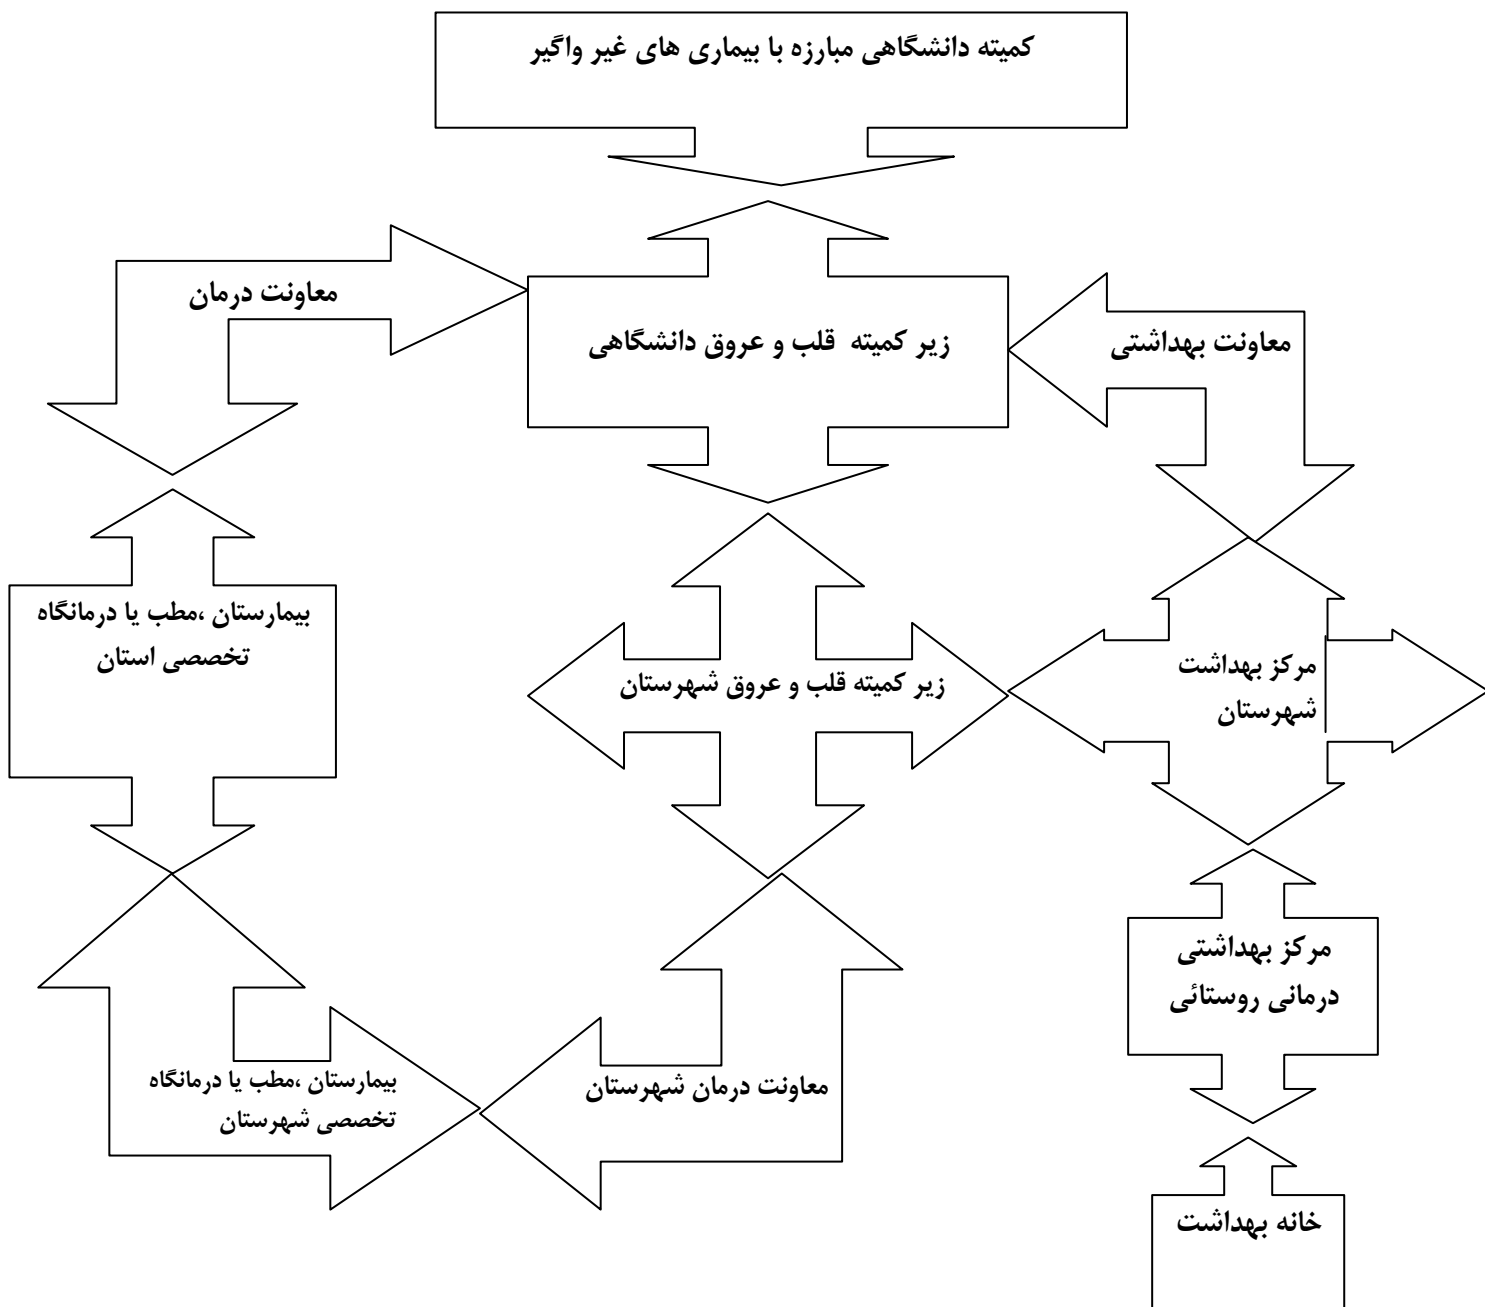 کمیته دانشگاهی مبارزه با بیماری های غیر واگیر
معاونت درمان
زیر کمیته قلب و عروق دانشگاهی
معاونت بهداشتی
بیمارستان ،مطب یا درمانگاه
تخصصی استان
زیر کمیته قلب و عروق شهرستان
مرکز بهداشت
شهرستان
مرکز بهداشتی
درمانی روستائی
بیمارستان ،مطب یا درمانگاه
تخصصی شهرستان
معاونت درمان شهرستان
خانه بهداشت